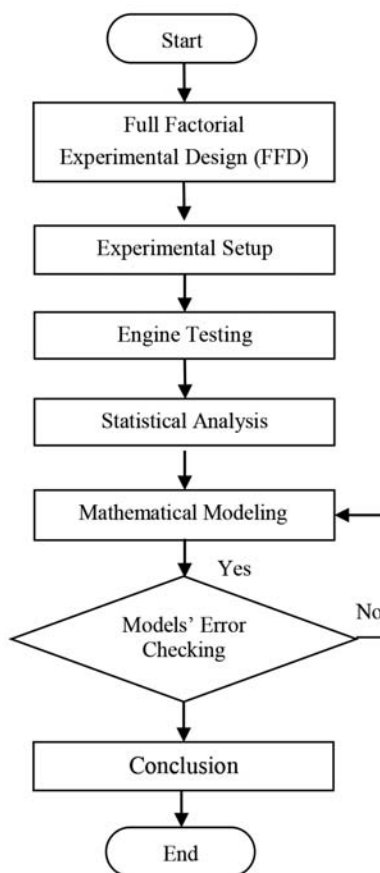 Start
Full Factorial
Experimental Design (FFD)
Experimental Setup
Engine Testing
Statistical Analysis
Mathematical Modeling
Yes
Models’ Error
Checking
No
Conclusion
End